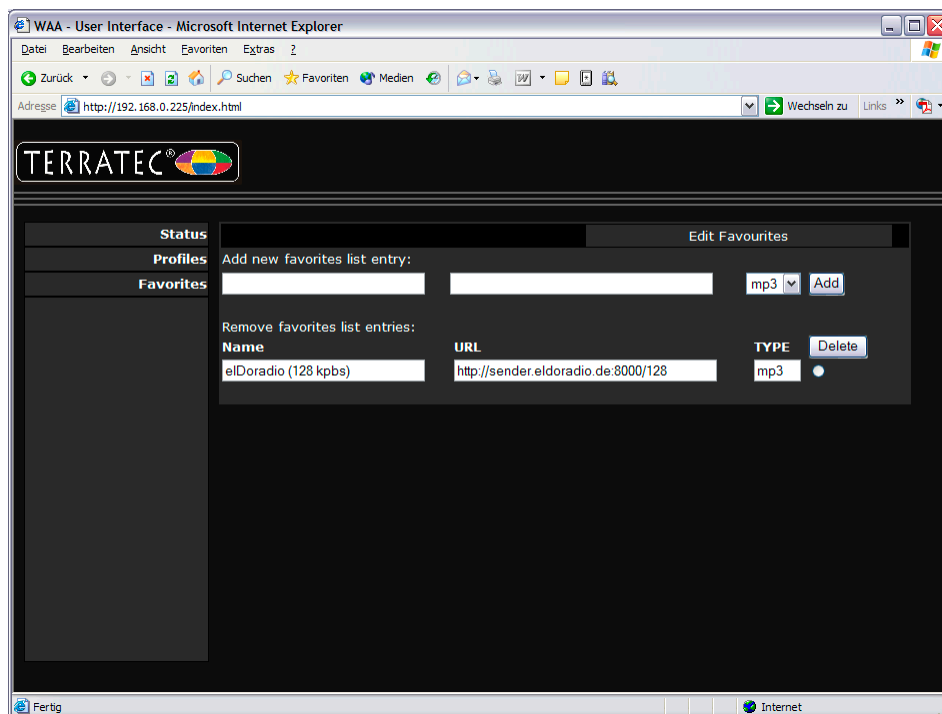 WAA - User Interface - Microsoft Internet Explorer
Datei Bearbeiten Ansicht Favoriten Extras ?
Zurück Suchen Favoriten Medien
Adresse http://192.168.0.225/index.html Wechseln zu Links »
TERRATEC®
Status
Profiles
Favorites
Edit Favourites
Add new favorites list entry:
mp3 Add
Remove favorites list entries:
Name URL TYPE Delete
elDoradio (128 kpbs) http://sender.eldoradio.de:8000/128 mp3
Fertig Internet